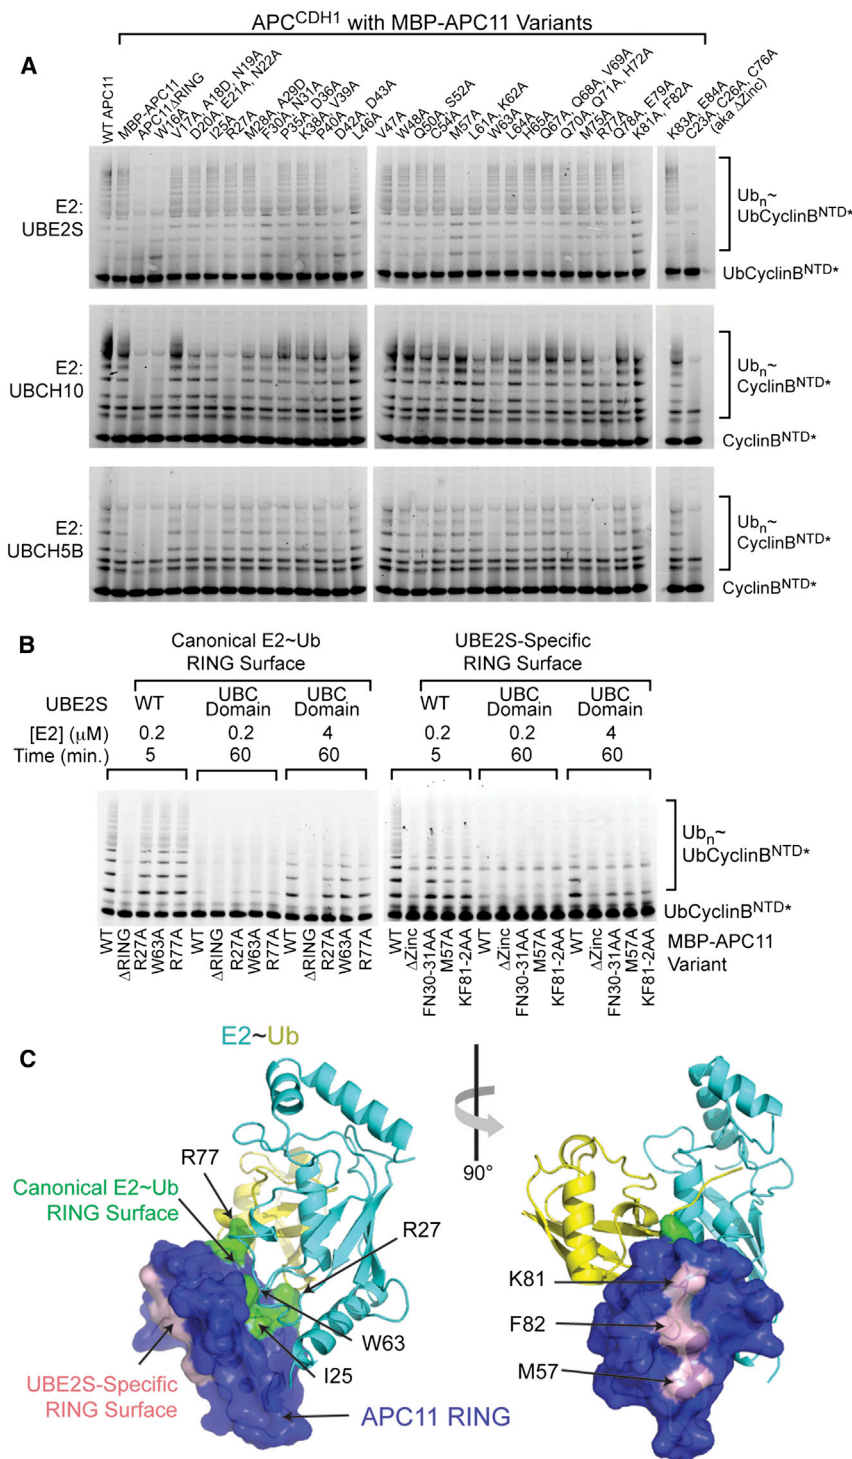 APC^CDH1 with MBP-APC11 Variants
A
WT APC11
MBP-APC11
APC11ΔRING
W16A
V17A, A18D, N19A
D20A, E21A, N22A
I25A
R27A
M28A, A29D
F30A, N31A
P35A, D36A
K38A, V39A
P40A
D42A, D43A
L46A
V47A
W48A
Q50A, S52A
C54A
M57A
L61A, K62A
W63A
L64A
H65A
Q67A, Q68A, V69A
Q70A, Q71A, H72A
M75A
R77A
Q78A, E79A
K81A, F82A
K83A, E84A
C23A, C26A, C76A
(aka ΔZinc)
E2:
UBE2S
Ub_n~
UbCyclinB^NTD*
UbCyclinB^NTD*
E2:
UBCH10
Ub_n~
CyclinB^NTD*
CyclinB^NTD*
E2:
UBCH5B
Ub_n~
CyclinB^NTD*
CyclinB^NTD*
B
Canonical E2~Ub
RING Surface
UBE2S-Specific
RING Surface
UBE2S WT UBC Domain UBC Domain WT UBC Domain UBC Domain
[E2] (μM) 0.2 0.2 4 0.2 0.2 4
Time (min.) 5 60 60 5 60 60
Ub_n~
UbCyclinB^NTD*
UbCyclinB^NTD*
WT ΔRING R27A W63A R77A WT ΔRING R27A W63A R77A WT ΔRING R27A W63A R77A WT ΔZinc FN30-31AA M57A KF81-2AA WT ΔZinc FN30-31AA M57A KF81-2AA WT ΔZinc FN30-31AA M57A KF81-2AA
MBP-APC11
Variant
C
E2~Ub
90°
R77
Canonical E2~Ub
RING Surface
R27
W63
I25
UBE2S-Specific
RING Surface
APC11 RING
K81
F82
M57